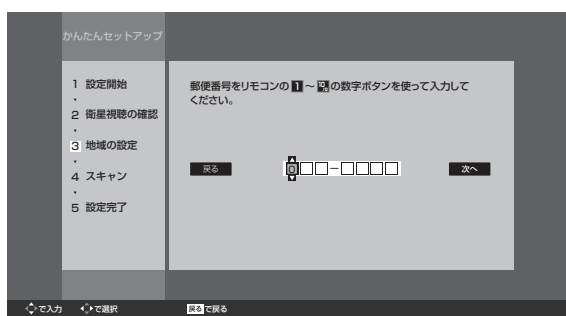 かんたんセットアップ
1 設定開始
2 衛星視聴の確認
3 地域の設定
4 スキャン
5 設定完了
郵便番号をリモコンの 1 ~ 10 の数字ボタンを使って入力して
ください。
戻る 0 - 次へ
で入力 で選択 戻る で戻る